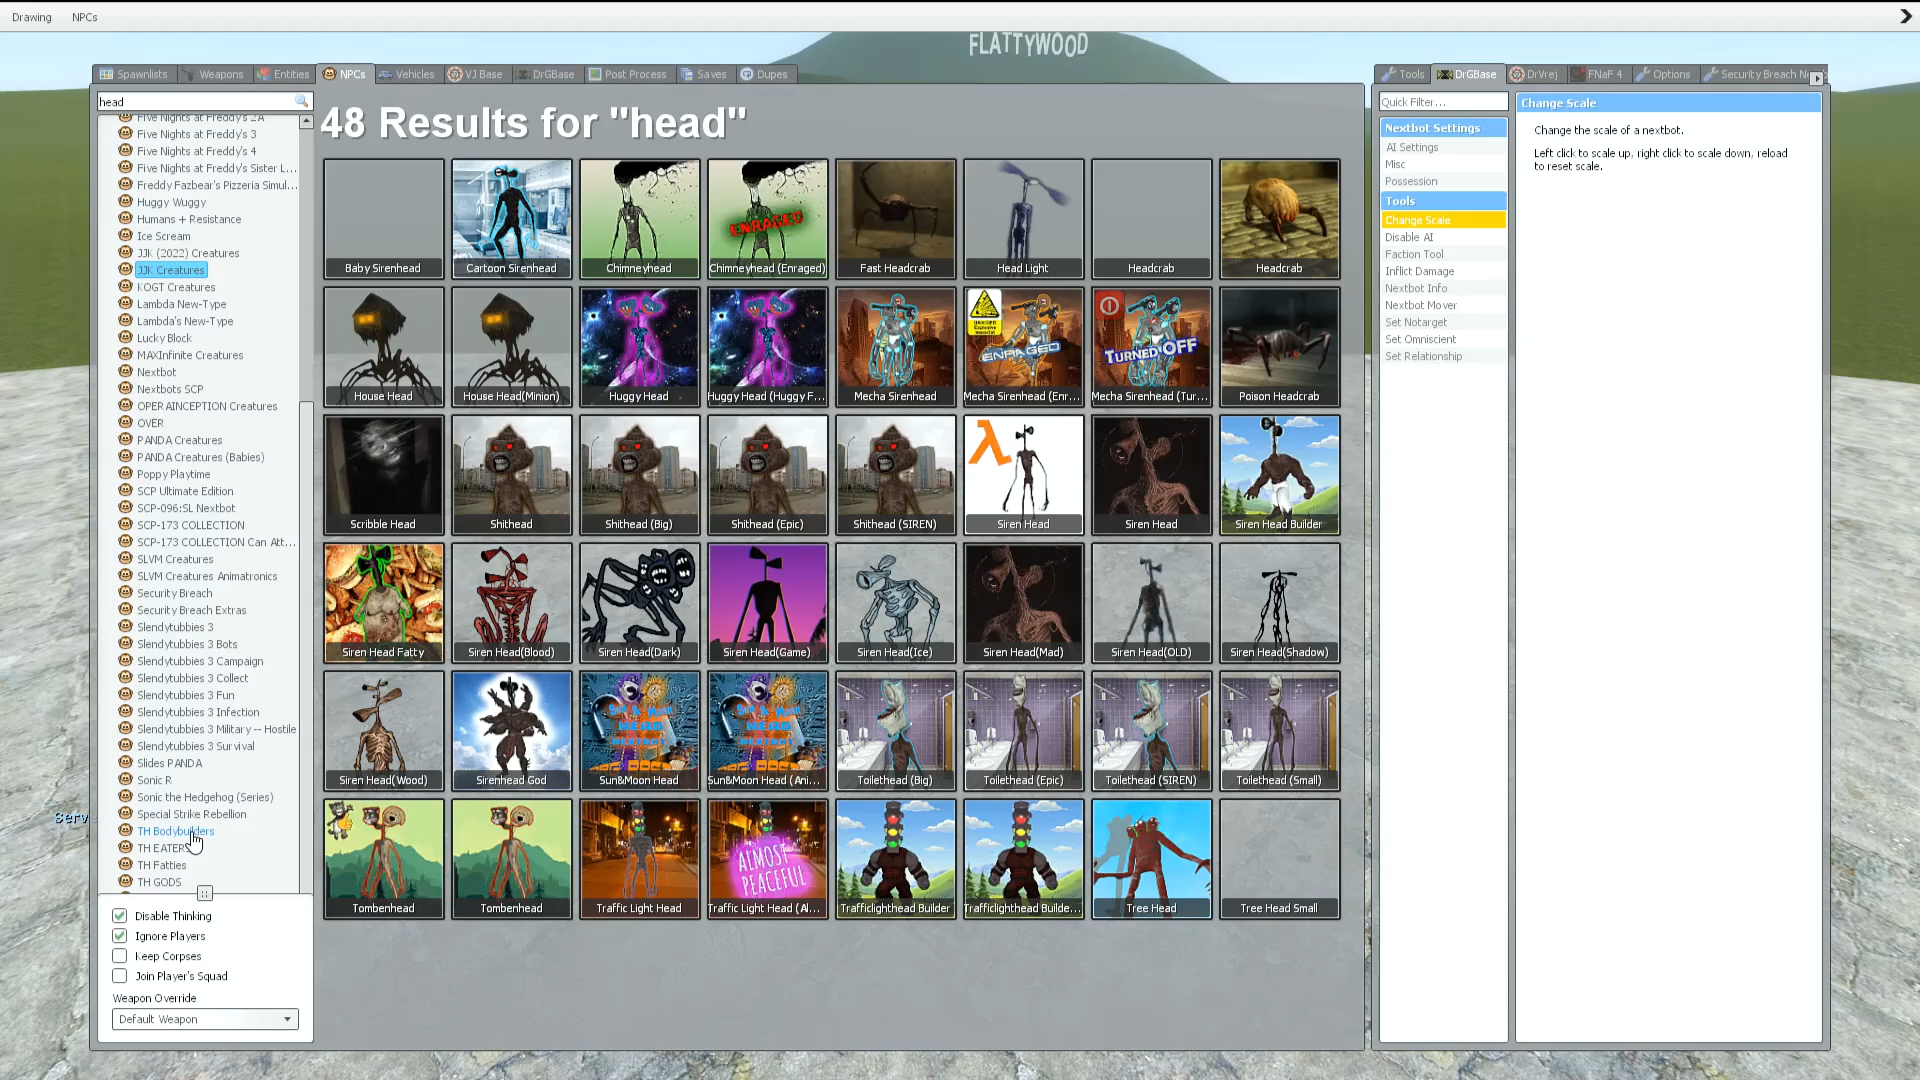 Drawing
NPCs
FLATTYWOOD
Spawnlists
Weapons
Entities
NPCs
Vehicles
VJ Base
DrGBase
Post Process
Saves
Dupes
head
Five Nights at Freddy's 2A
Five Nights at Freddy's 3
Five Nights at Freddy's 4
Five Nights at Freddy's Sister L...
Freddy Fazbear's Pizzeria Simul...
Huggy Wuggy
Humans + Resistance
Ice Scream
JJK (2022) Creatures
JJK Creatures
KOGT Creatures
Lambda New-Type
Lambda's New-Type
Lucky Block
MAXInfinite Creatures
Nextbot
Nextbots SCP
OPERAINCEPTION Creatures
OVER
PANDA Creatures
PANDA Creatures (Babies)
Poppy Playtime
SCP Ultimate Edition
SCP-096:SL Nextbot
SCP-173 COLLECTION
SCP-173 COLLECTION Can Att...
SLVM Creatures
SLVM Creatures Animatronics
Security Breach
Security Breach Extras
Slendytubbies 3
Slendytubbies 3 Bots
Slendytubbies 3 Campaign
Slendytubbies 3 Collect
Slendytubbies 3 Fun
Slendytubbies 3 Infection
Slendytubbies 3 Military -- Hostile
Slendytubbies 3 Survival
Slides PANDA
Sonic R
Sonic the Hedgehog (Series)
Special Strike Rebellion
Serv
TH Bodybuilders
TH EATERS
TH Fatties
TH GODS
Disable Thinking
Ignore Players
Keep Corpses
Join Player's Squad
Weapon Override
Default Weapon
48 Results for "head"
Baby Sirenhead
Cartoon Sirenhead
Chimneyhead
ENRAGED
Chimneyhead (Enraged)
Fast Headcrab
Head Light
Headcrab
Headcrab
House Head
House Head(Minion)
Huggy Head
Huggy Head (Huggy F...
Mecha Sirenhead
DANGER
ENRAGED
Mecha Sirenhead (Enr...
TURNED OFF
Mecha Sirenhead (Tur...
Poison Headcrab
Scribble Head
Shithead
Shithead (Big)
Shithead (Epic)
Shithead (SIREN)
Siren Head
Siren Head
Siren Head Builder
Siren Head Fatty
Siren Head(Blood)
Siren Head(Dark)
Siren Head(Game)
Siren Head(Ice)
Siren Head(Mad)
Siren Head(OLD)
Siren Head(Shadow)
Siren Head(Wood)
Sirenhead God
Sun&Moon Head
Sun&Moon Head (Ani...
Toilethead (Big)
Toilethead (Epic)
Toilethead (SIREN)
Toilethead (Small)
Tombenhead
Tombenhead
Traffic Light Head
ALMOST
PEACEFUL
Traffic Light Head (Al...
Trafficlighthead Builder
Trafficlighthead Builde...
Tree Head
Tree Head Small
Tools
DrGBase
DrVrej
FNaF 4
Options
Security Breach Ne
Quick Filter...
Nextbot Settings
AI Settings
Misc
Possession
Tools
Change Scale
Disable AI
Faction Tool
Inflict Damage
Nextbot Info
Nextbot Mover
Set Notarget
Set Omniscient
Set Relationship
Change Scale
Change the scale of a nextbot.
Left click to scale up, right click to scale down, reload
to reset scale.